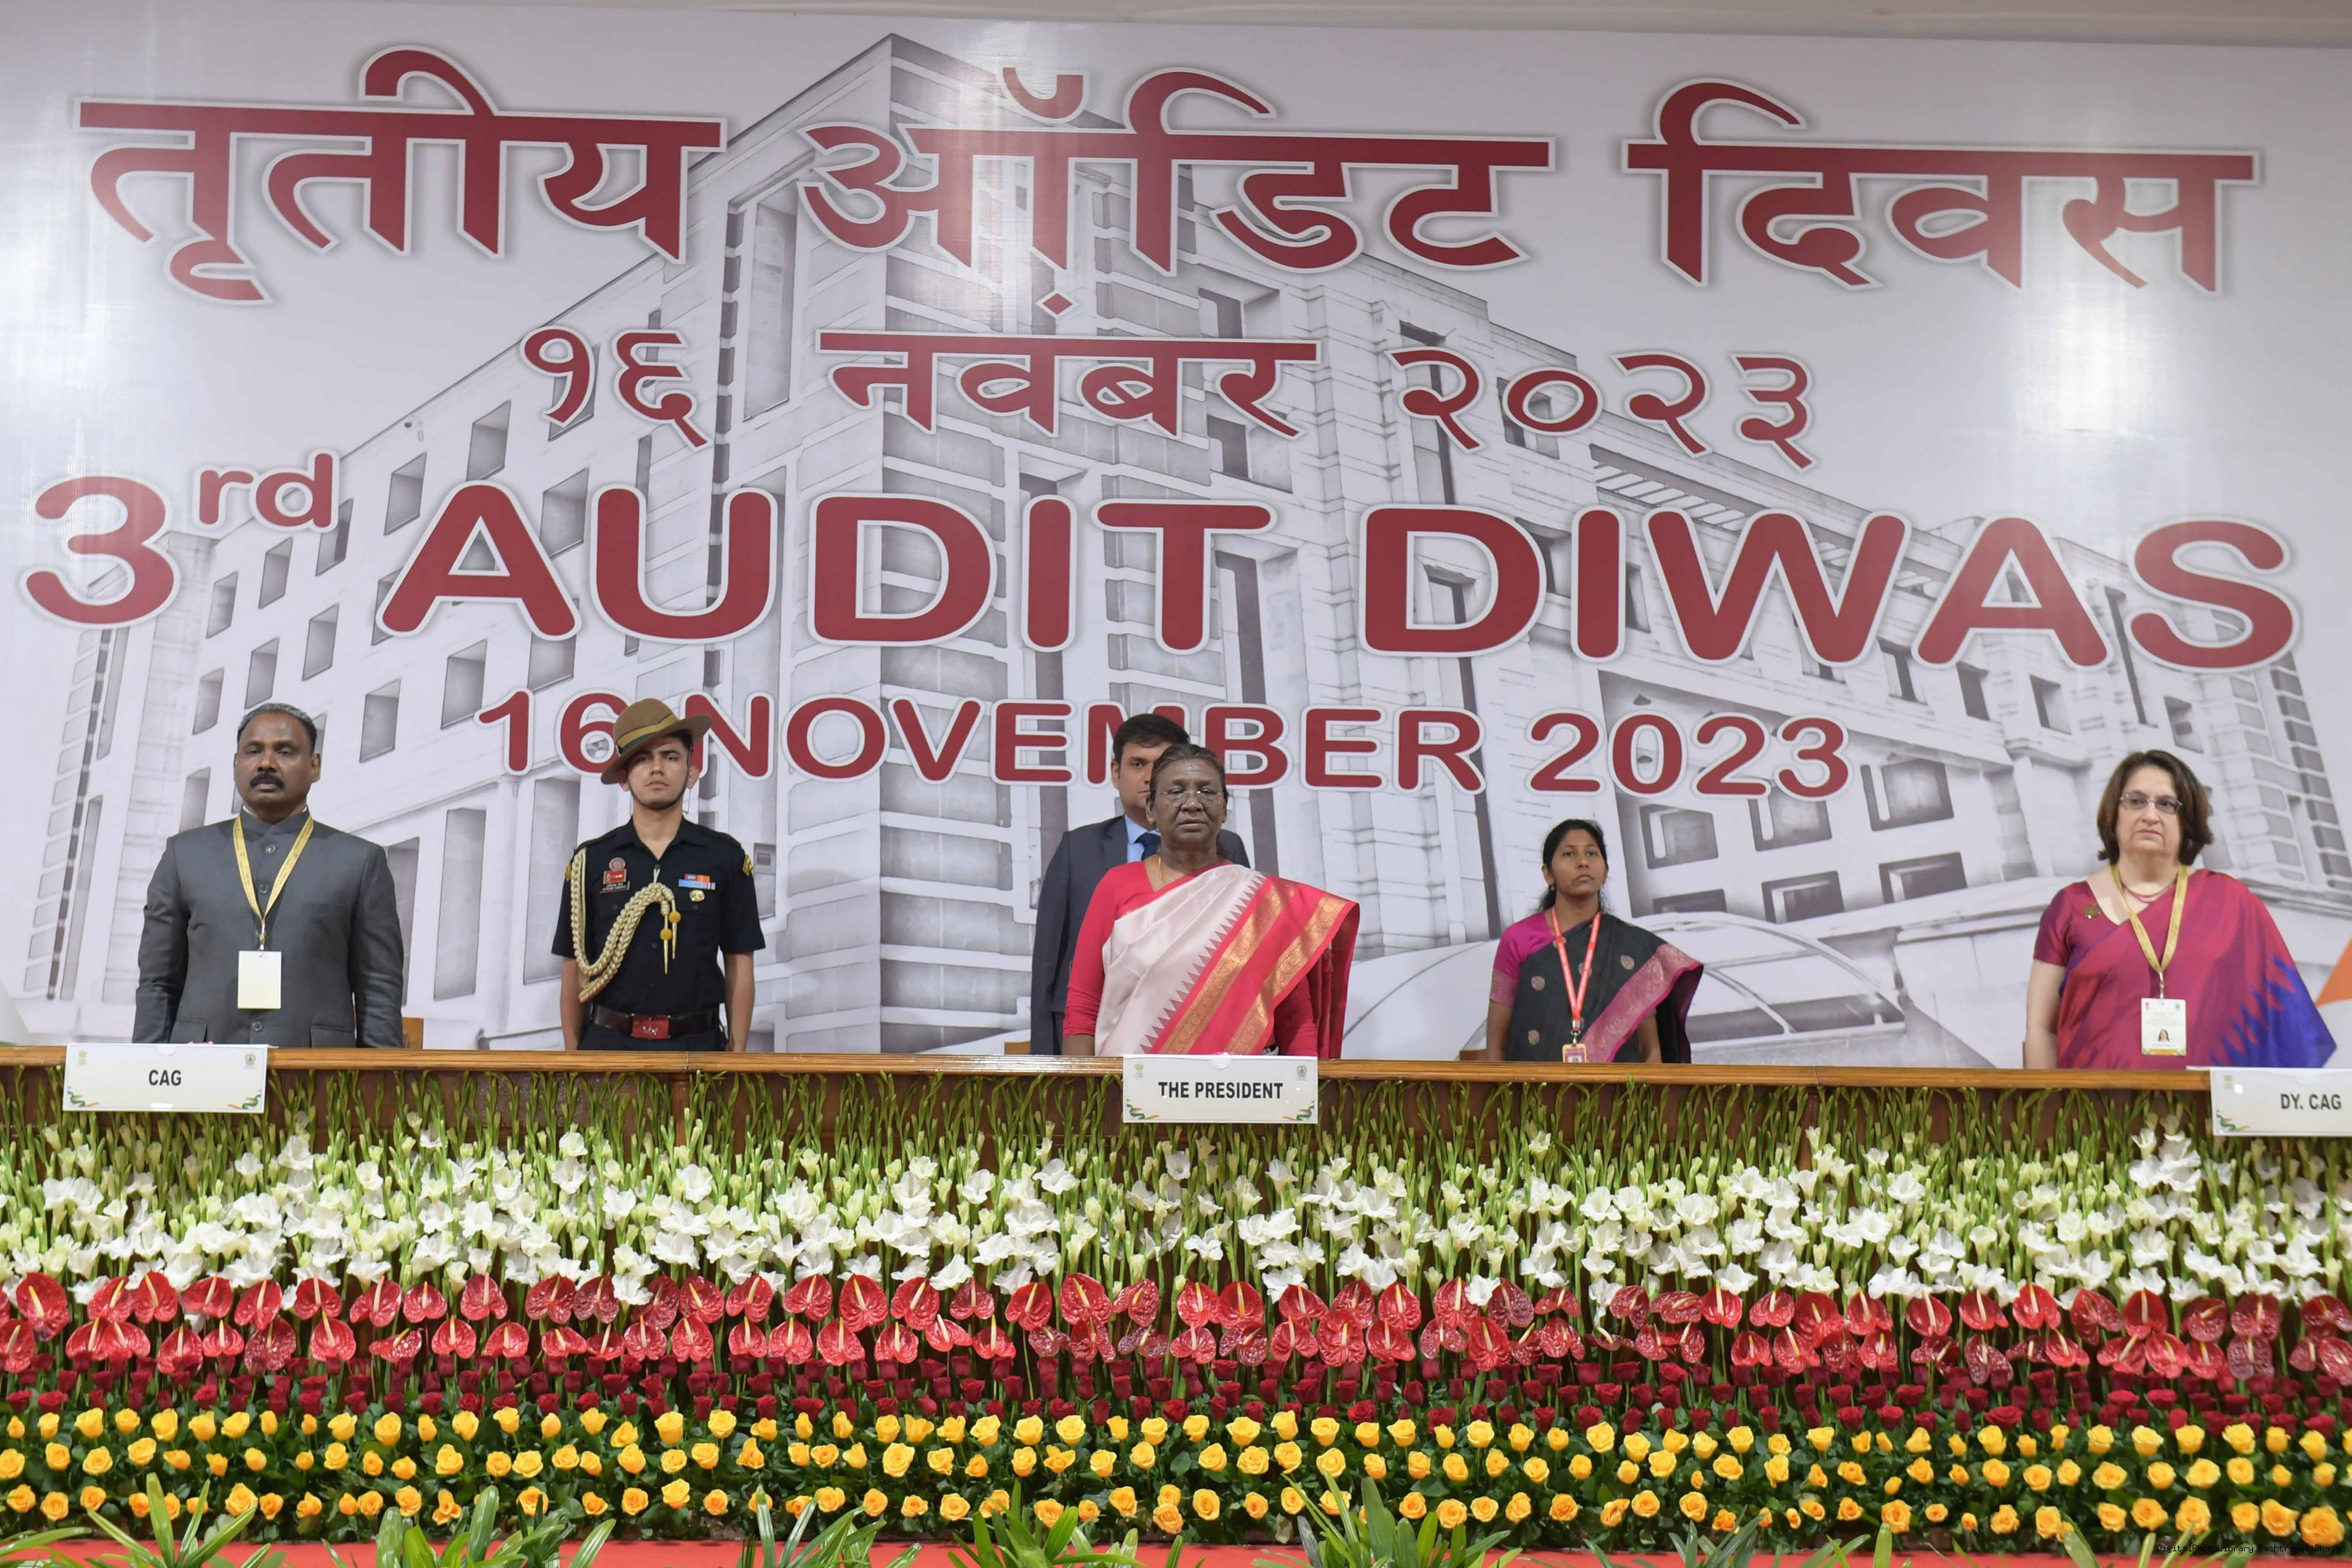 तृतीय ऑडिट दिवस
१६ नवंबर २०२३
3rd AUDIT DIWAS
16 NOVEMBER 2023
CAG
THE PRESIDENT
DY. CAG